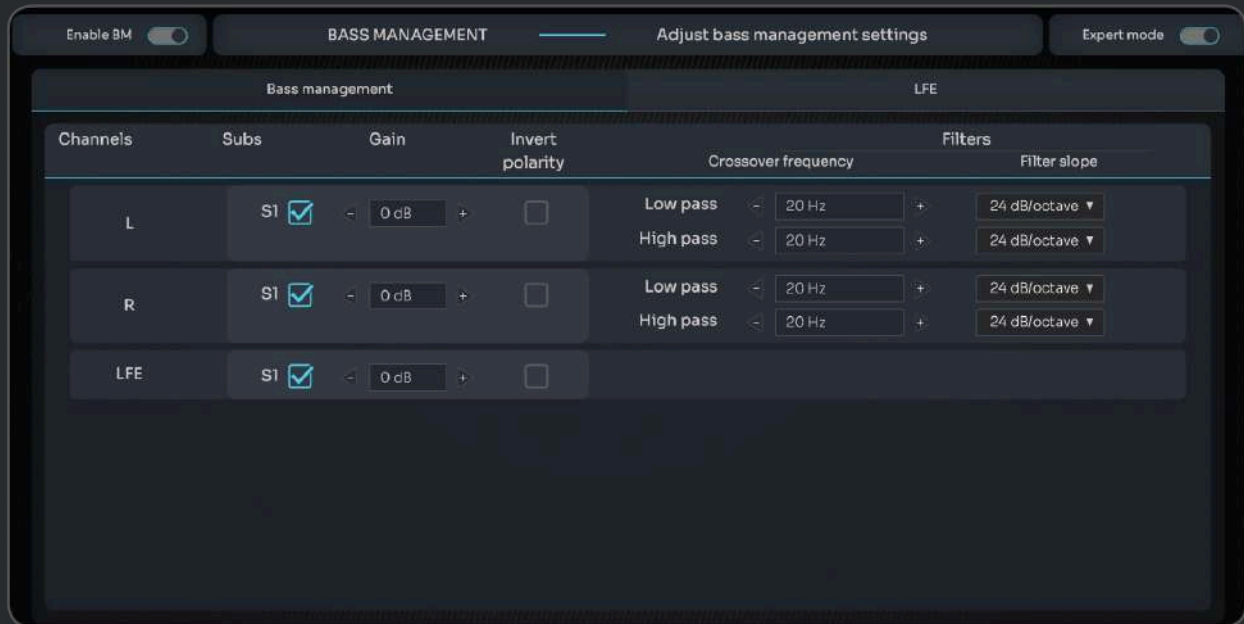 Enable BM
BASS MANAGEMENT
Adjust bass management settings
Expert mode
Bass management
LFE
Channels Subs Gain Invert polarity Filters
Crossover frequency Filter slope
L S1 - 0 dB + Low pass - 20 Hz + 24 dB/octave ▼
High pass - 20 Hz + 24 dB/octave ▼
R S1 - 0 dB + Low pass - 20 Hz + 24 dB/octave ▼
High pass - 20 Hz + 24 dB/octave ▼
LFE S1 - 0 dB +